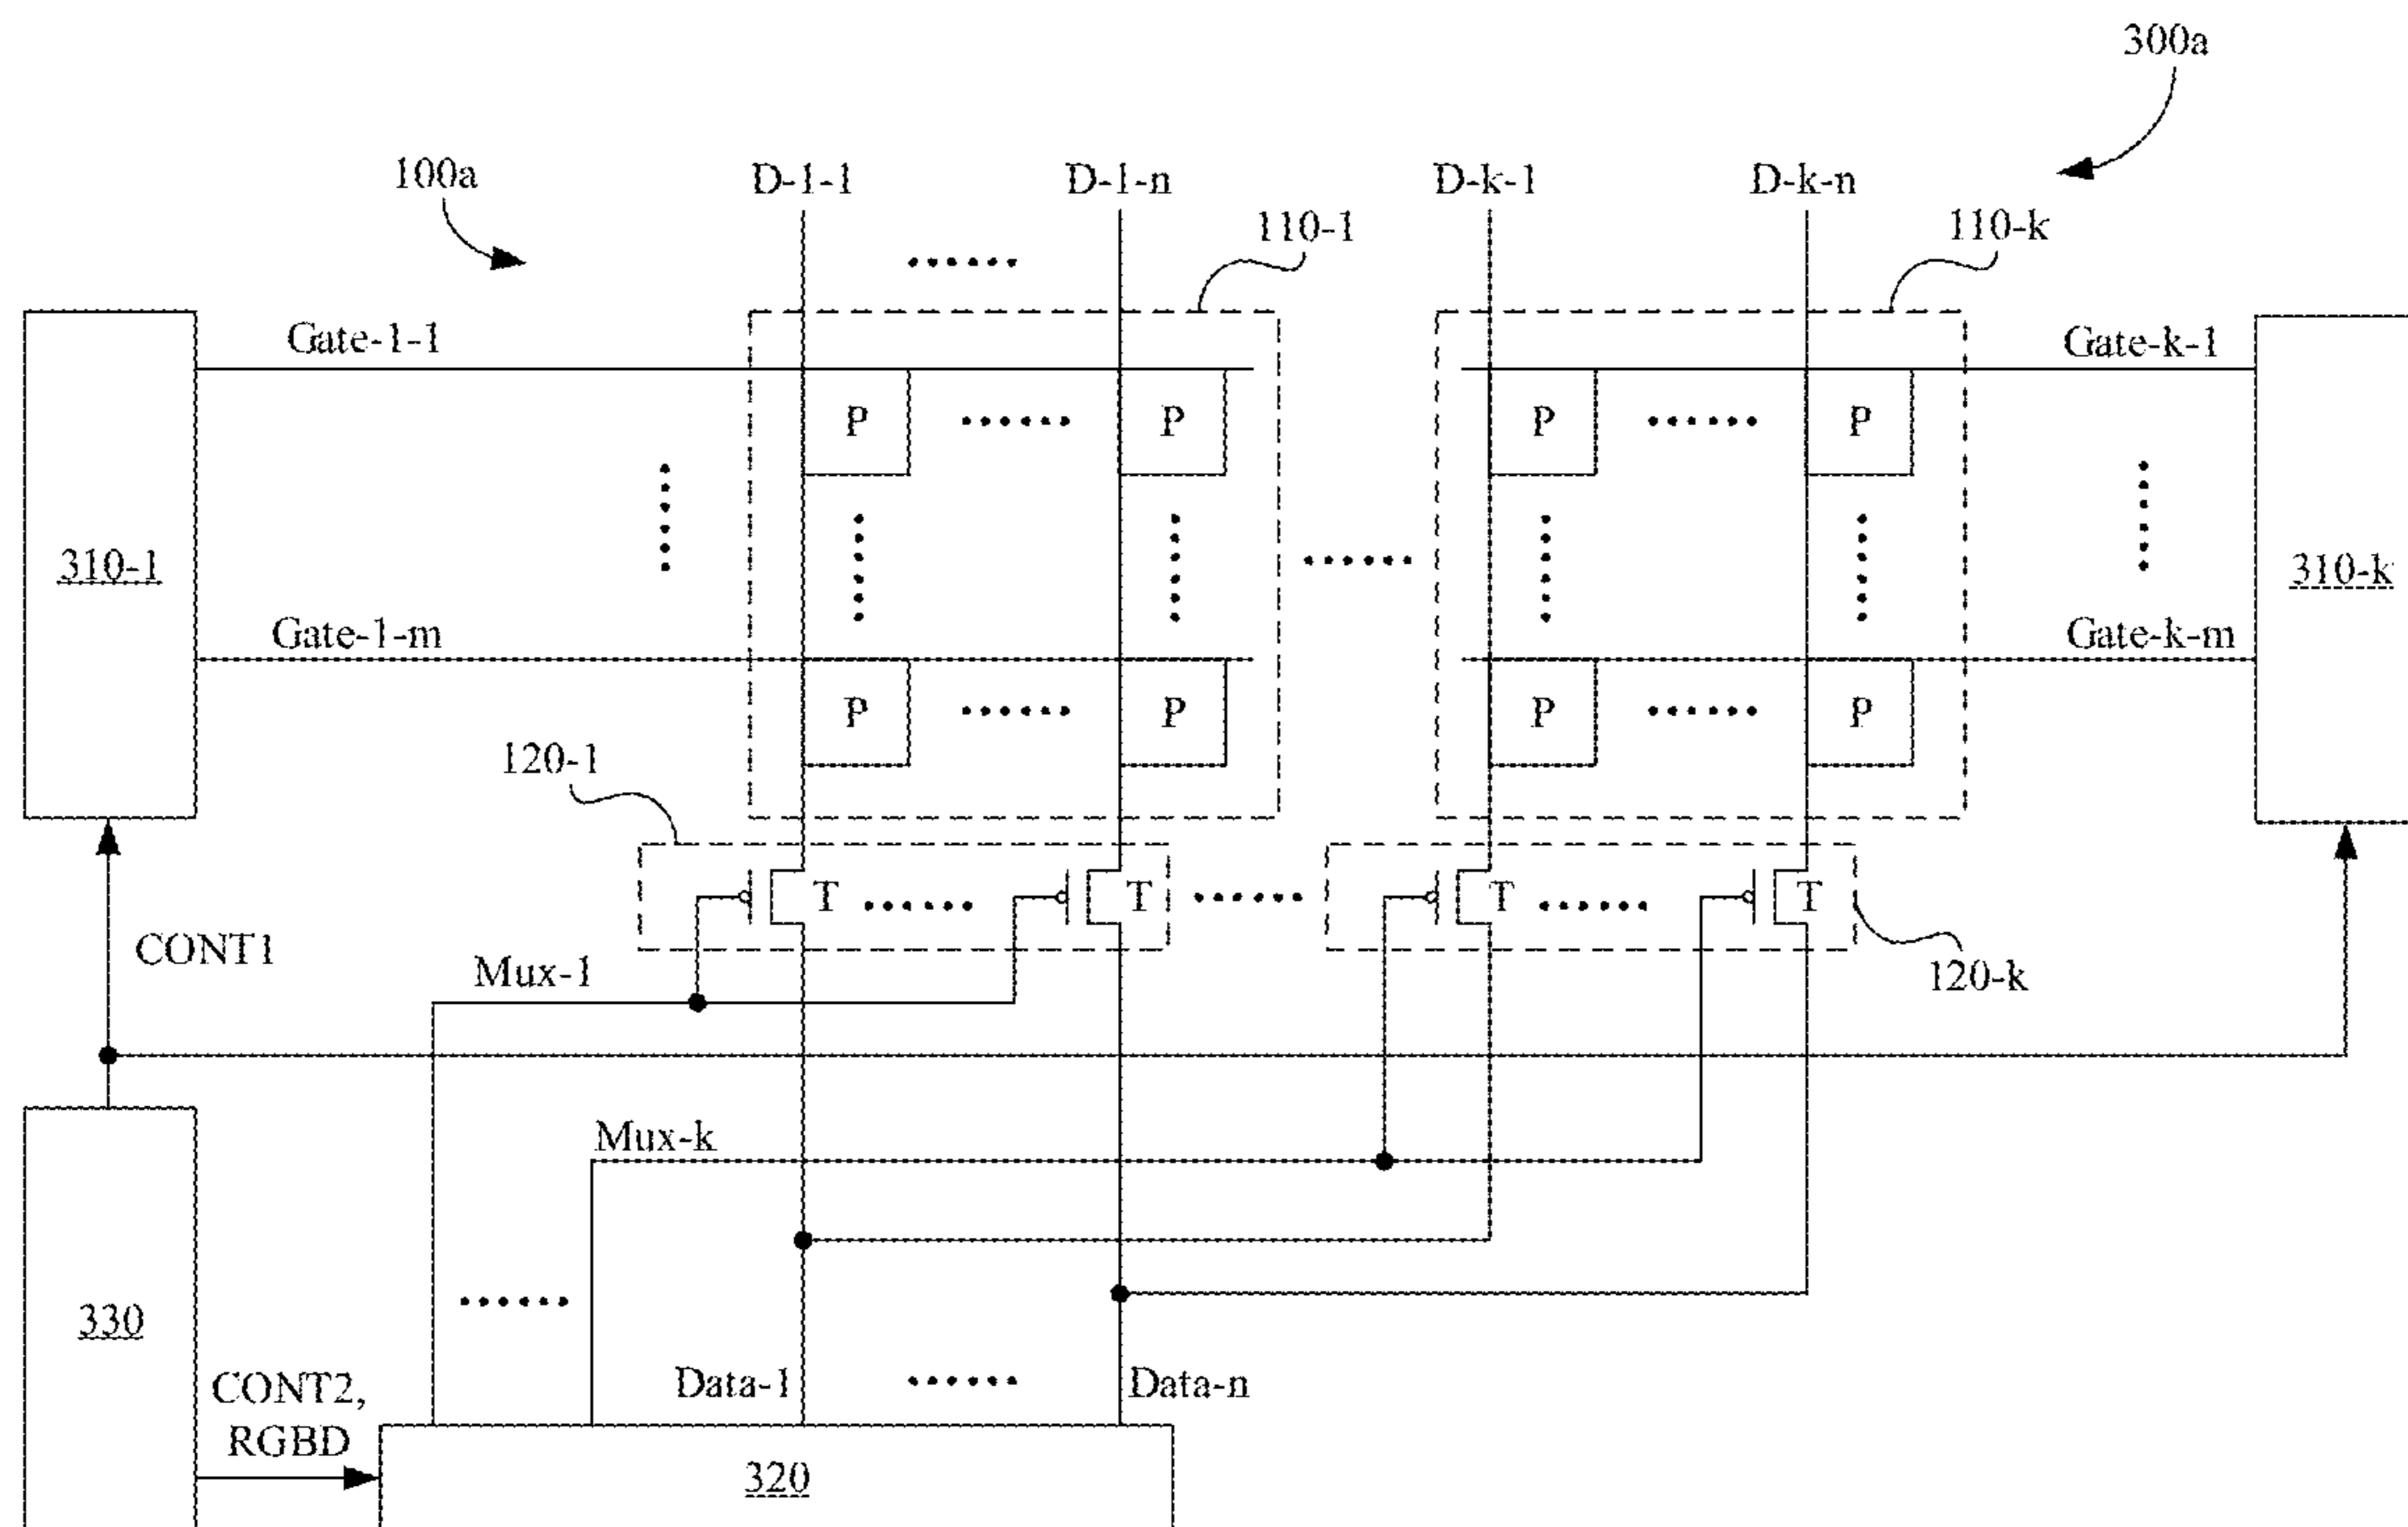 300a
100a
D-1-1 D-1-n D-k-1 D-k-n
110-1 110-k
Gate-1-1 Gate-k-1
P P P P
310-1 310-k
Gate-1-m Gate-k-m
P P P P
120-1
T T T T
CONT1
Mux-1 120-k
Mux-k
330
Data-1 Data-n
CONT2,
RGBD
320